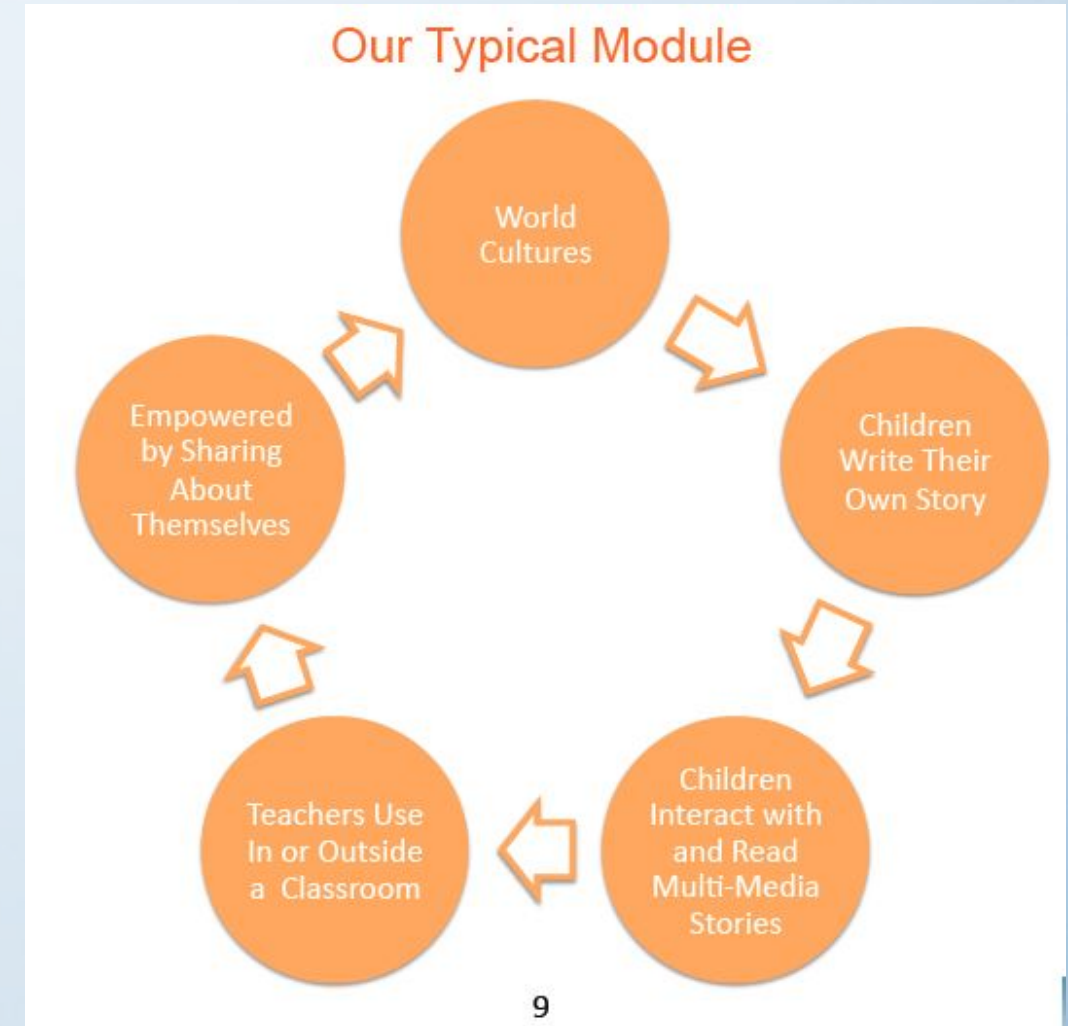 Our Typical Module
World
Cultures
Children
Write Their
Own Story
Children
Interact with
and Read
Multi-Media
Stories
Teachers Use
In or Outside
a Classroom
Empowered
by Sharing
About
Themselves
9